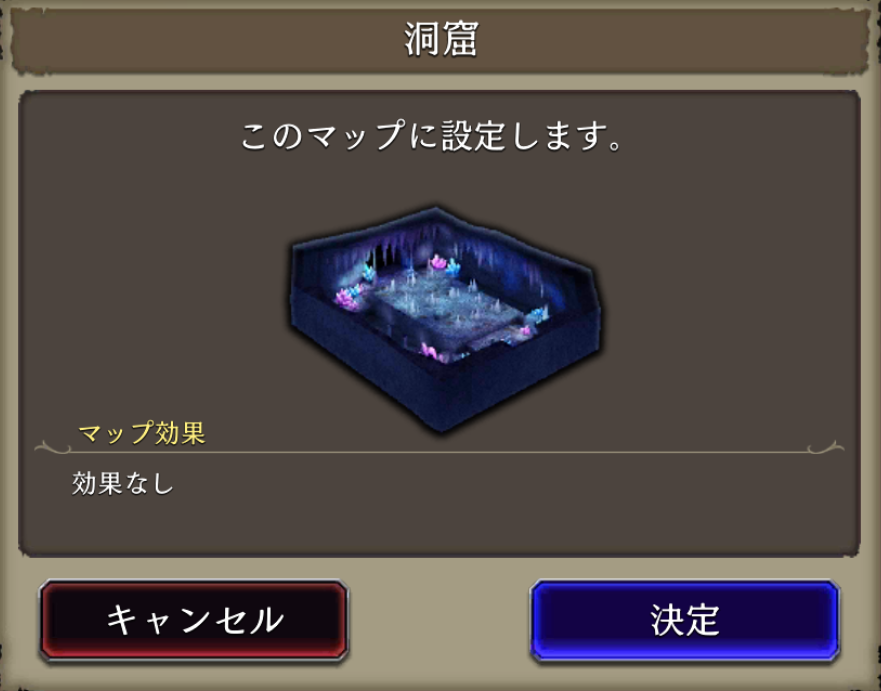 洞窟
このマップに設定します。
マップ効果
効果なし
キャンセル
決定